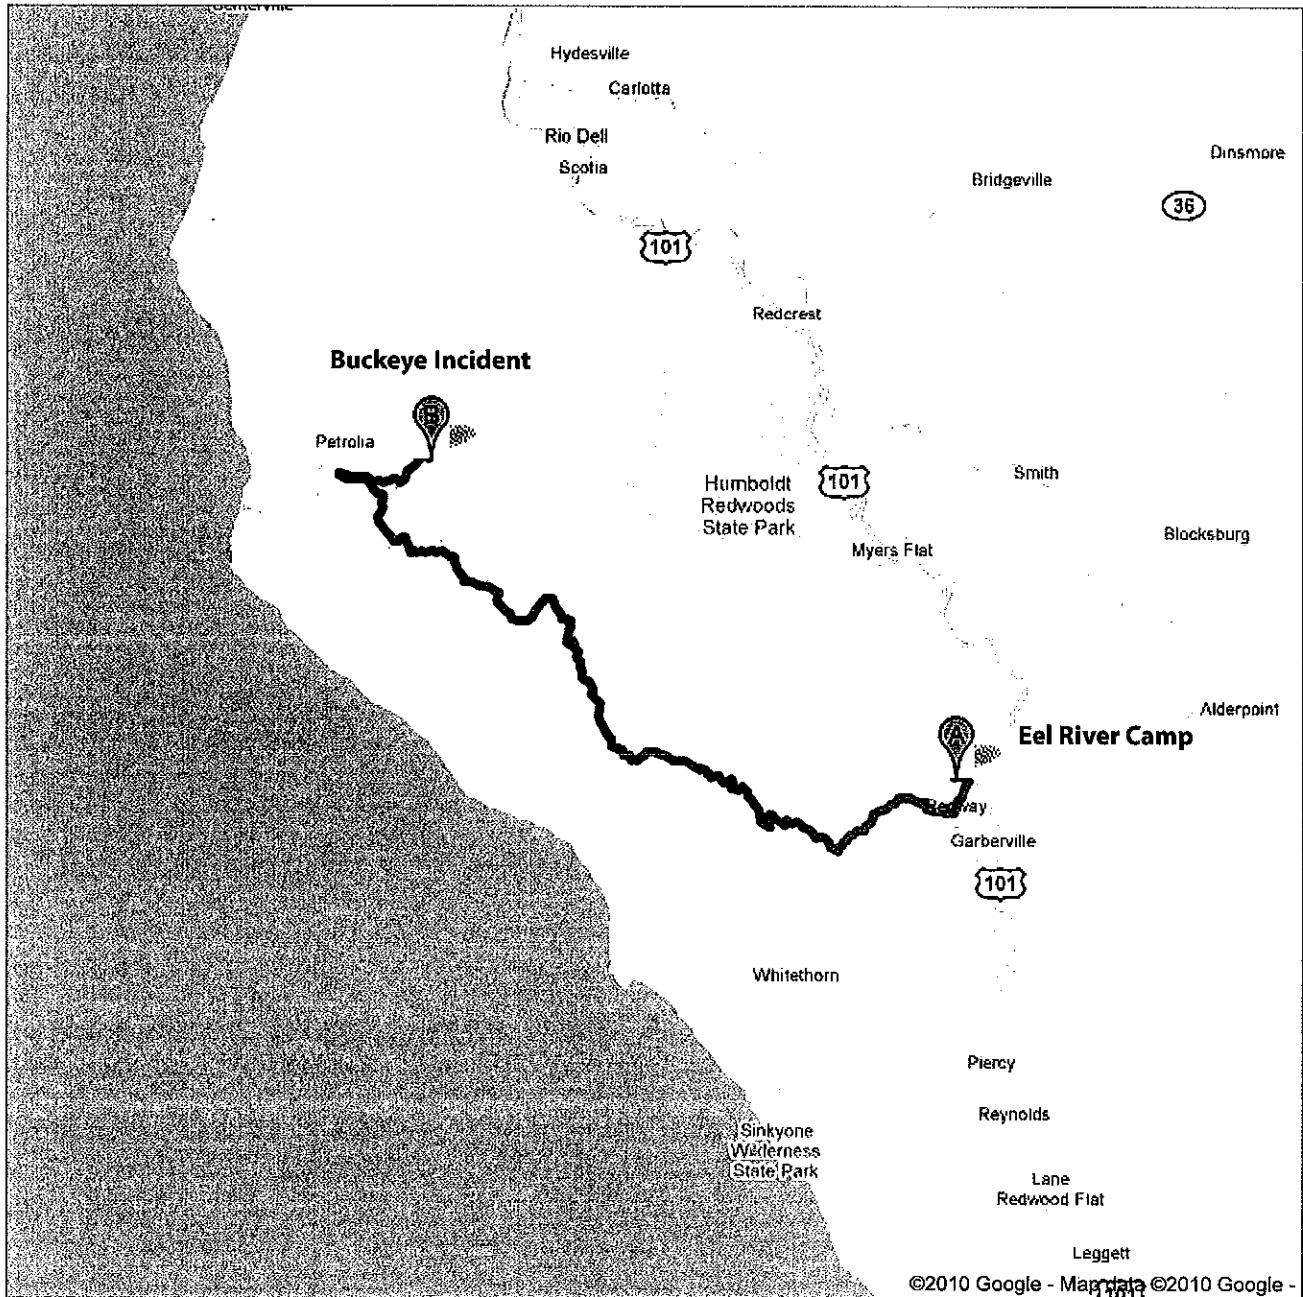 Hydesville
Carlotta
Rio Dell
Scotia
Dinsmore
Bridgeville
36
101
Redcrest
Buckeye Incident
B
Petrolia
Smith
Humboldt
Redwoods
State Park
101
Blocksburg
Myers Flat
Alderpoint
A
Eel River Camp
Redway
Garberville
101
Whitethorn
Piercy
Reynolds
Sinkyone
Wilderness
State Park
Lane
Redwood Flat
Leggett
©2010 Google - Map data ©2010 Google -
101